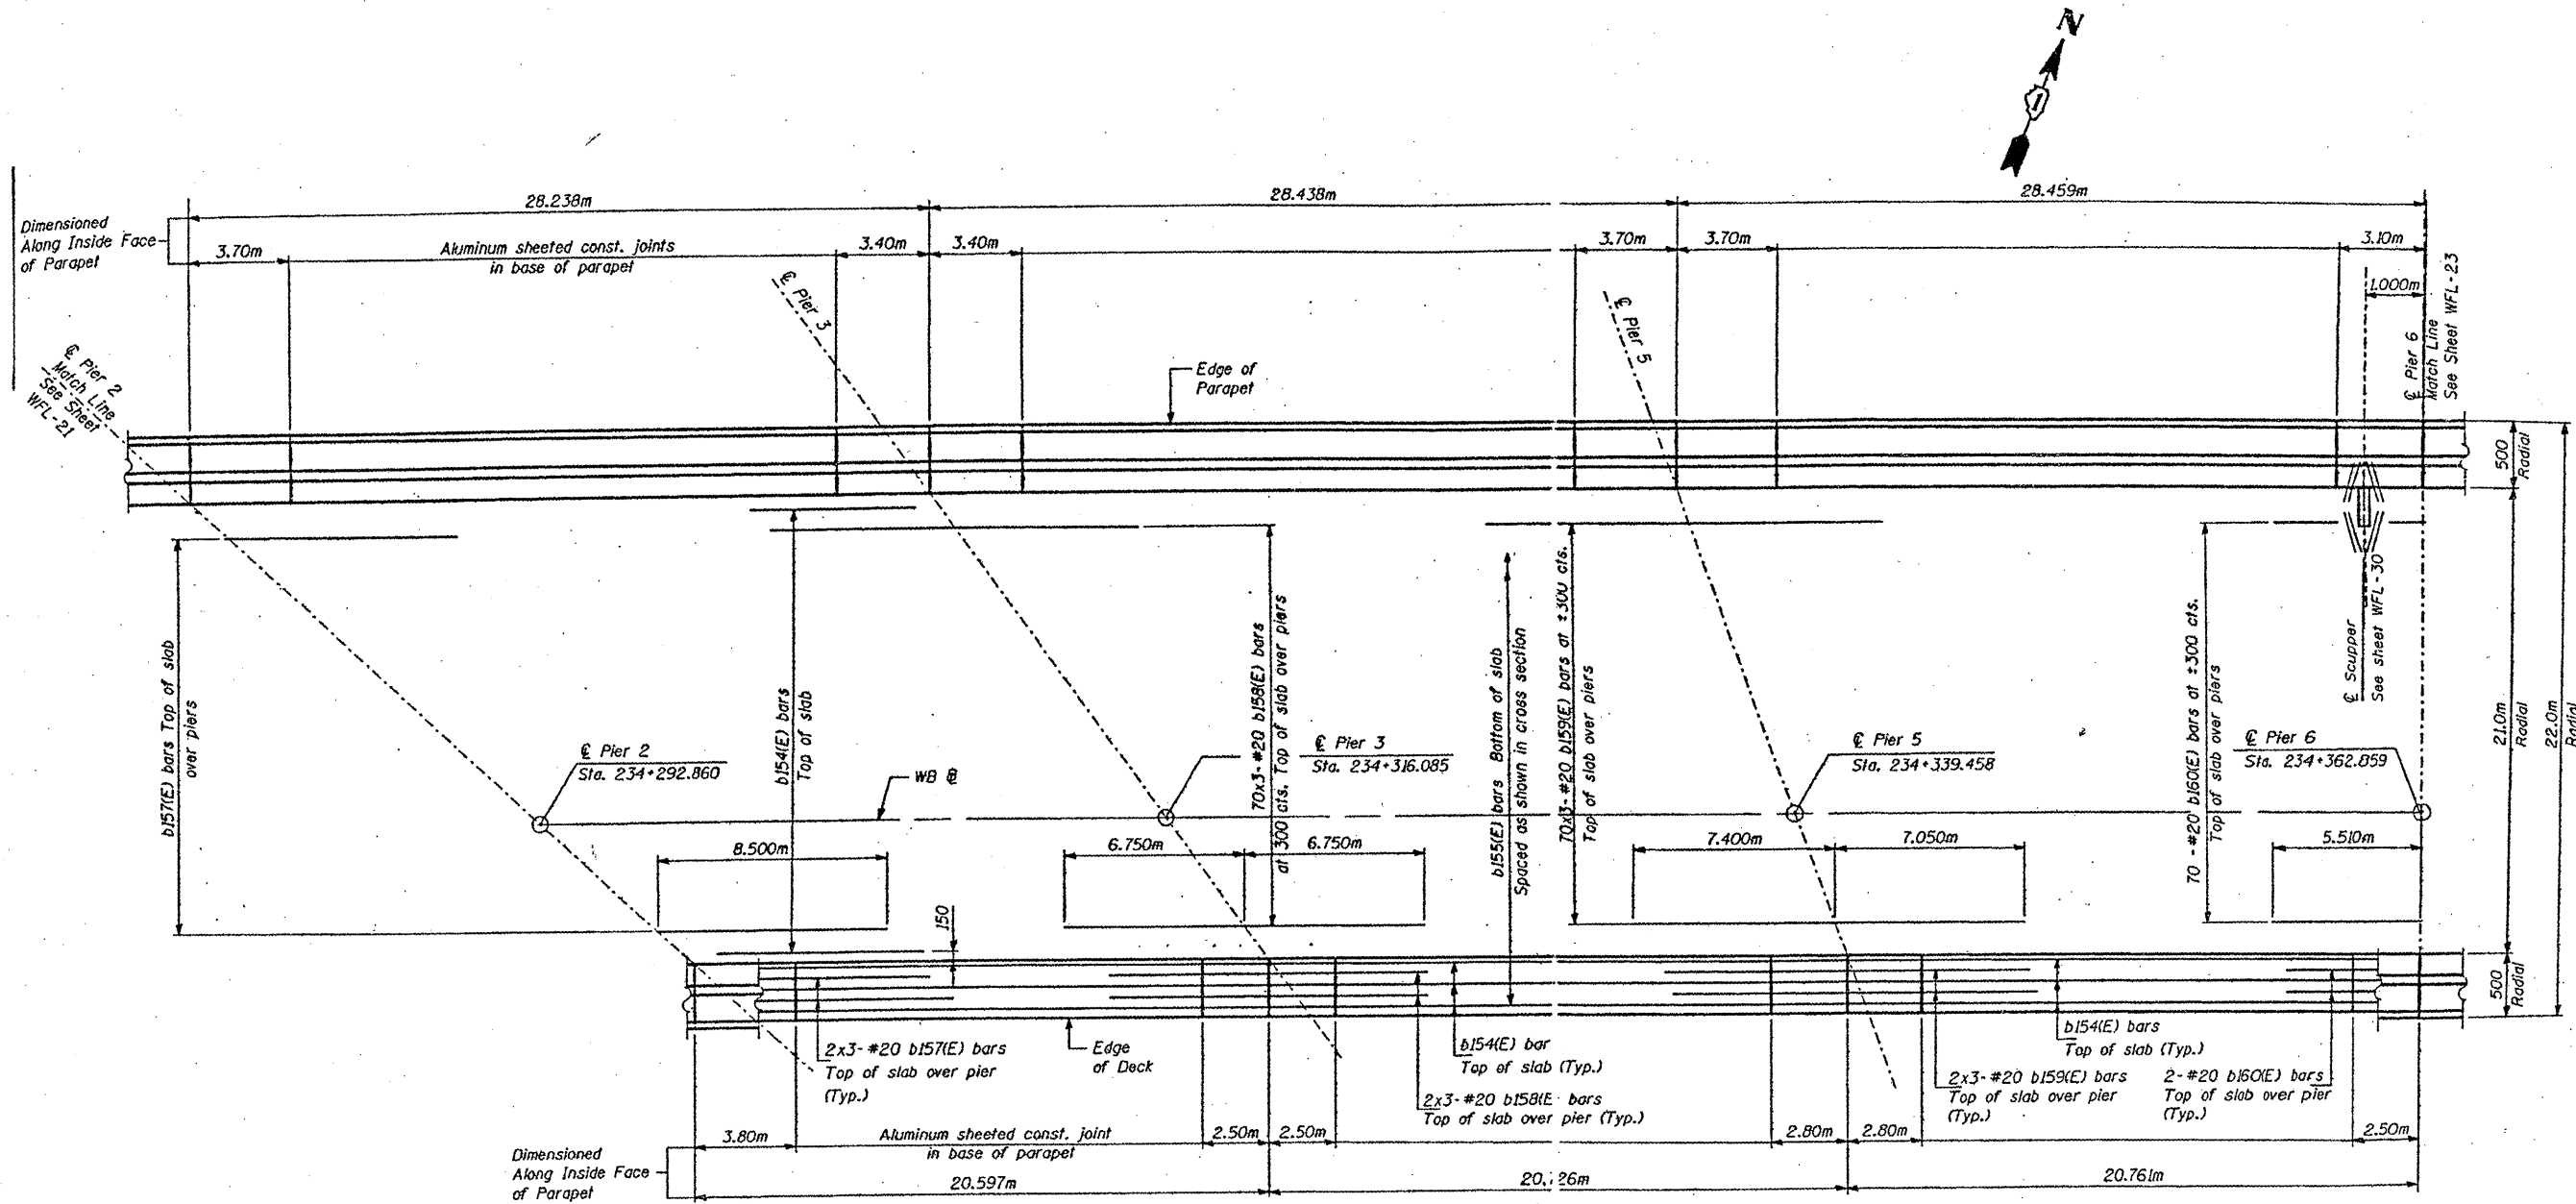 N
1
28.238m
28.438m
28.459m
Dimensioned
Along Inside Face
of Parapet
3.70m
Aluminum sheeted const. joints
in base of parapet
3.40m
3.40m
3.70m
3.70m
3.10m
1.000m
℄ Pier 2
Match Line
See Sheet
WFL-21
℄ Pier 3
℄ Pier 5
℄ Pier 6
Match Line
See Sheet WFL-23
Edge of
Parapet
500
Radial
b157(E) bars Top of slab
over piers
b154(E) bars
Top of slab
70x3-#20 b158(E) bars
at 300 cts. Top of slab over piers
b155(E) bars Bottom of slab
Spaced as shown in cross section
70x3-#20 b159(E) bars at ±300 cts.
Top of slab over piers
70-#20 b160(E) bars at ±300 cts.
Top of slab over piers
℄ Scupper
See sheet WFL-30
21.0m
Radial
22.0m
Radial
℄ Pier 2
Sta. 234+292.860
WB
℄ Pier 3
Sta. 234+316.085
℄ Pier 5
Sta. 234+339.458
℄ Pier 6
Sta. 234+362.859
8.500m
6.750m
6.750m
7.400m
7.050m
5.510m
150
500
Radial
2x3-#20 b157(E) bars
Top of slab over pier
(Typ.)
Edge
of Deck
b154(E) bar
Top of slab (Typ.)
2x3-#20 b158(E bars
Top of slab over pier (Typ.)
b154(E) bars
Top of slab (Typ.)
2x3-#20 b159(E) bars
Top of slab over pier
(Typ.)
2-#20 b160(E) bars
Top of slab over pier
(Typ.)
3.80m
Aluminum sheeted const. joint
in base of parapet
2.50m
2.50m
2.80m
2.80m
2.50m
Dimensioned
Along Inside Face
of Parapet
20.597m
20.761m